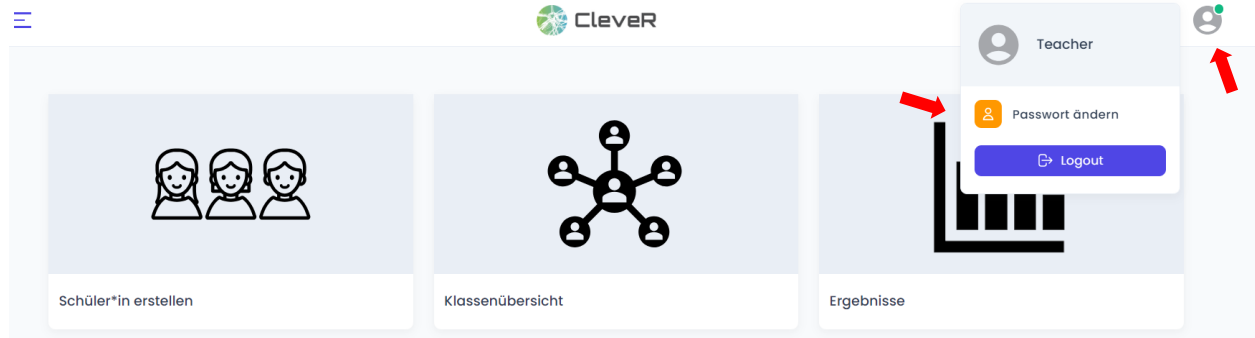 CleveR
Teacher
Passwort ändern
Logout
Schüler*in erstellen
Klassenübersicht
Ergebnisse